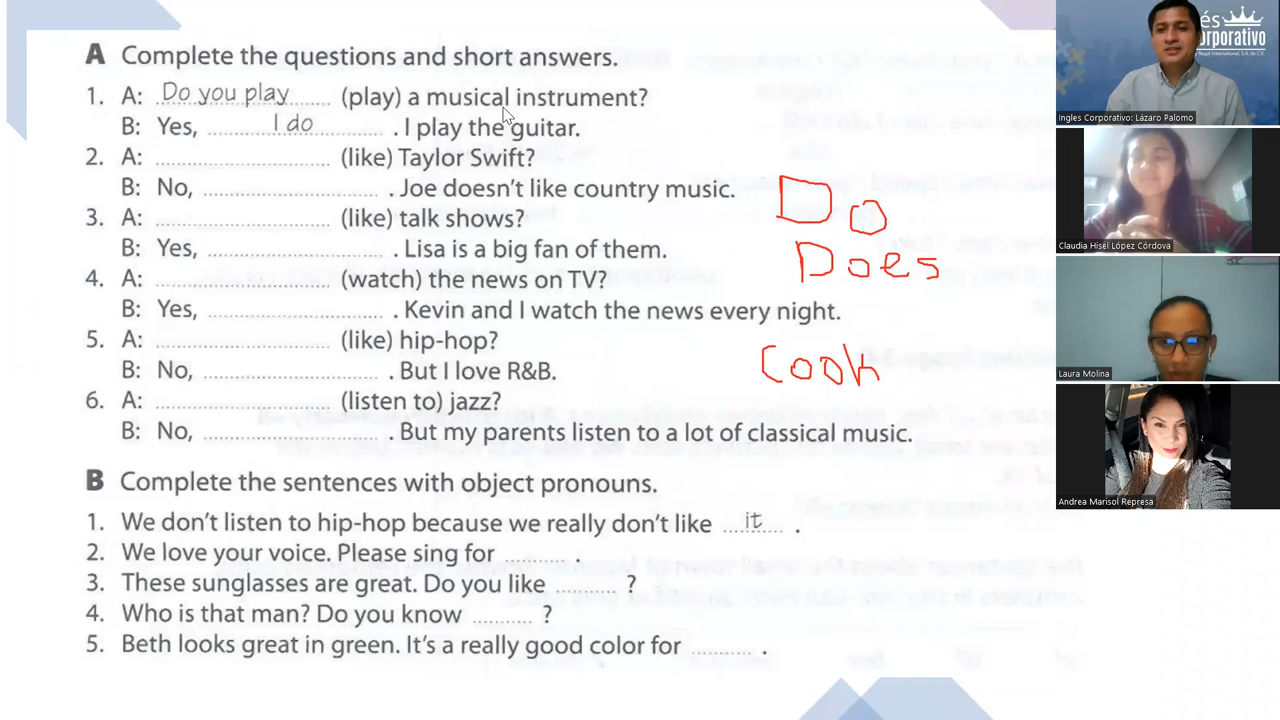 A Complete the questions and short answers.
1. A: Do you play (play) a musical instrument?
B: Yes, I do . I play the guitar.
2. A: (like) Taylor Swift?
B: No, . Joe doesn't like country music.
3. A: (like) talk shows?
B: Yes, . Lisa is a big fan of them.
4. A: (watch) the news on TV?
B: Yes, . Kevin and I watch the news every night.
5. A: (like) hip-hop?
B: No, . But I love R&B.
6. A: (listen to) jazz?
B: No, . But my parents listen to a lot of classical music.
B Complete the sentences with object pronouns.
1. We don't listen to hip-hop because we really don't like it .
2. We love your voice. Please sing for .
3. These sunglasses are great. Do you like ?
4. Who is that man? Do you know ?
5. Beth looks great in green. It's a really good color for .
Do
Does
Cook
és
rporativo
Ingles Corporativo: Lázaro Palomo
Claudia Hisel López Córdova
Laura Molina
Andrea Marisol Represa